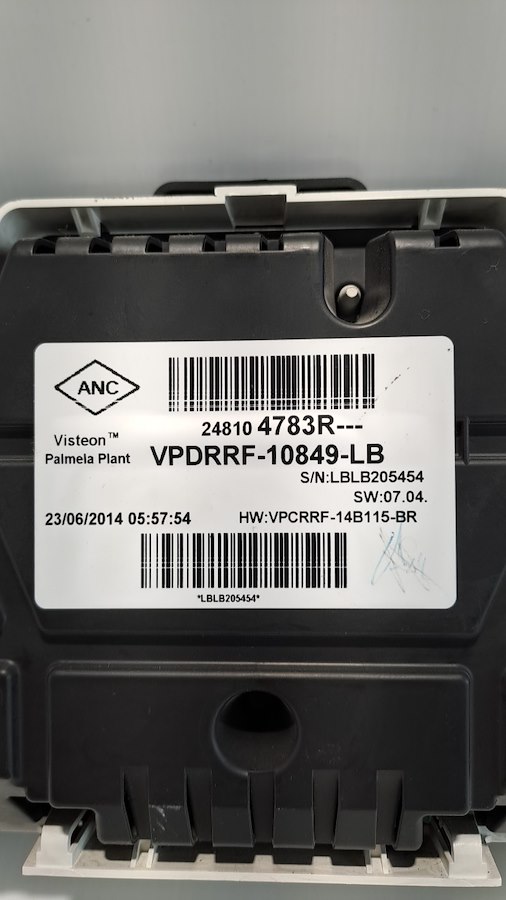 ANC
24810 4783R---
Visteon™
Palmela Plant
VPDRRF-10849-LB
S/N:LBLB205454
SW:07.04.
23/06/2014 05:57:54
HW:VPCRRF-14B115-BR
*LBLB205454*